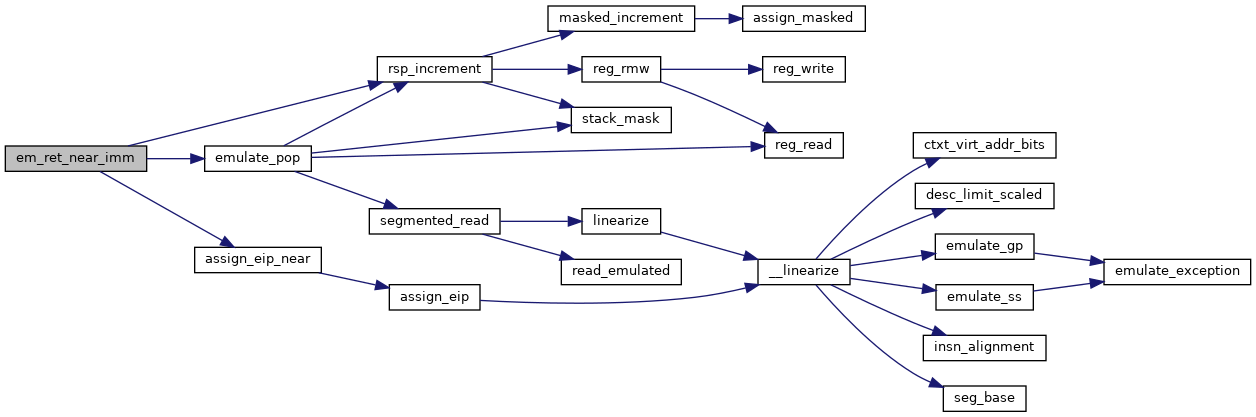 masked_increment
assign_masked
rsp_increment
reg_rmw
reg_write
stack_mask
em_ret_near_imm
emulate_pop
reg_read
ctxt_virt_addr_bits
desc_limit_scaled
segmented_read
linearize
emulate_gp
assign_eip_near
read_emulated
__linearize
emulate_exception
assign_eip
emulate_ss
insn_alignment
seg_base